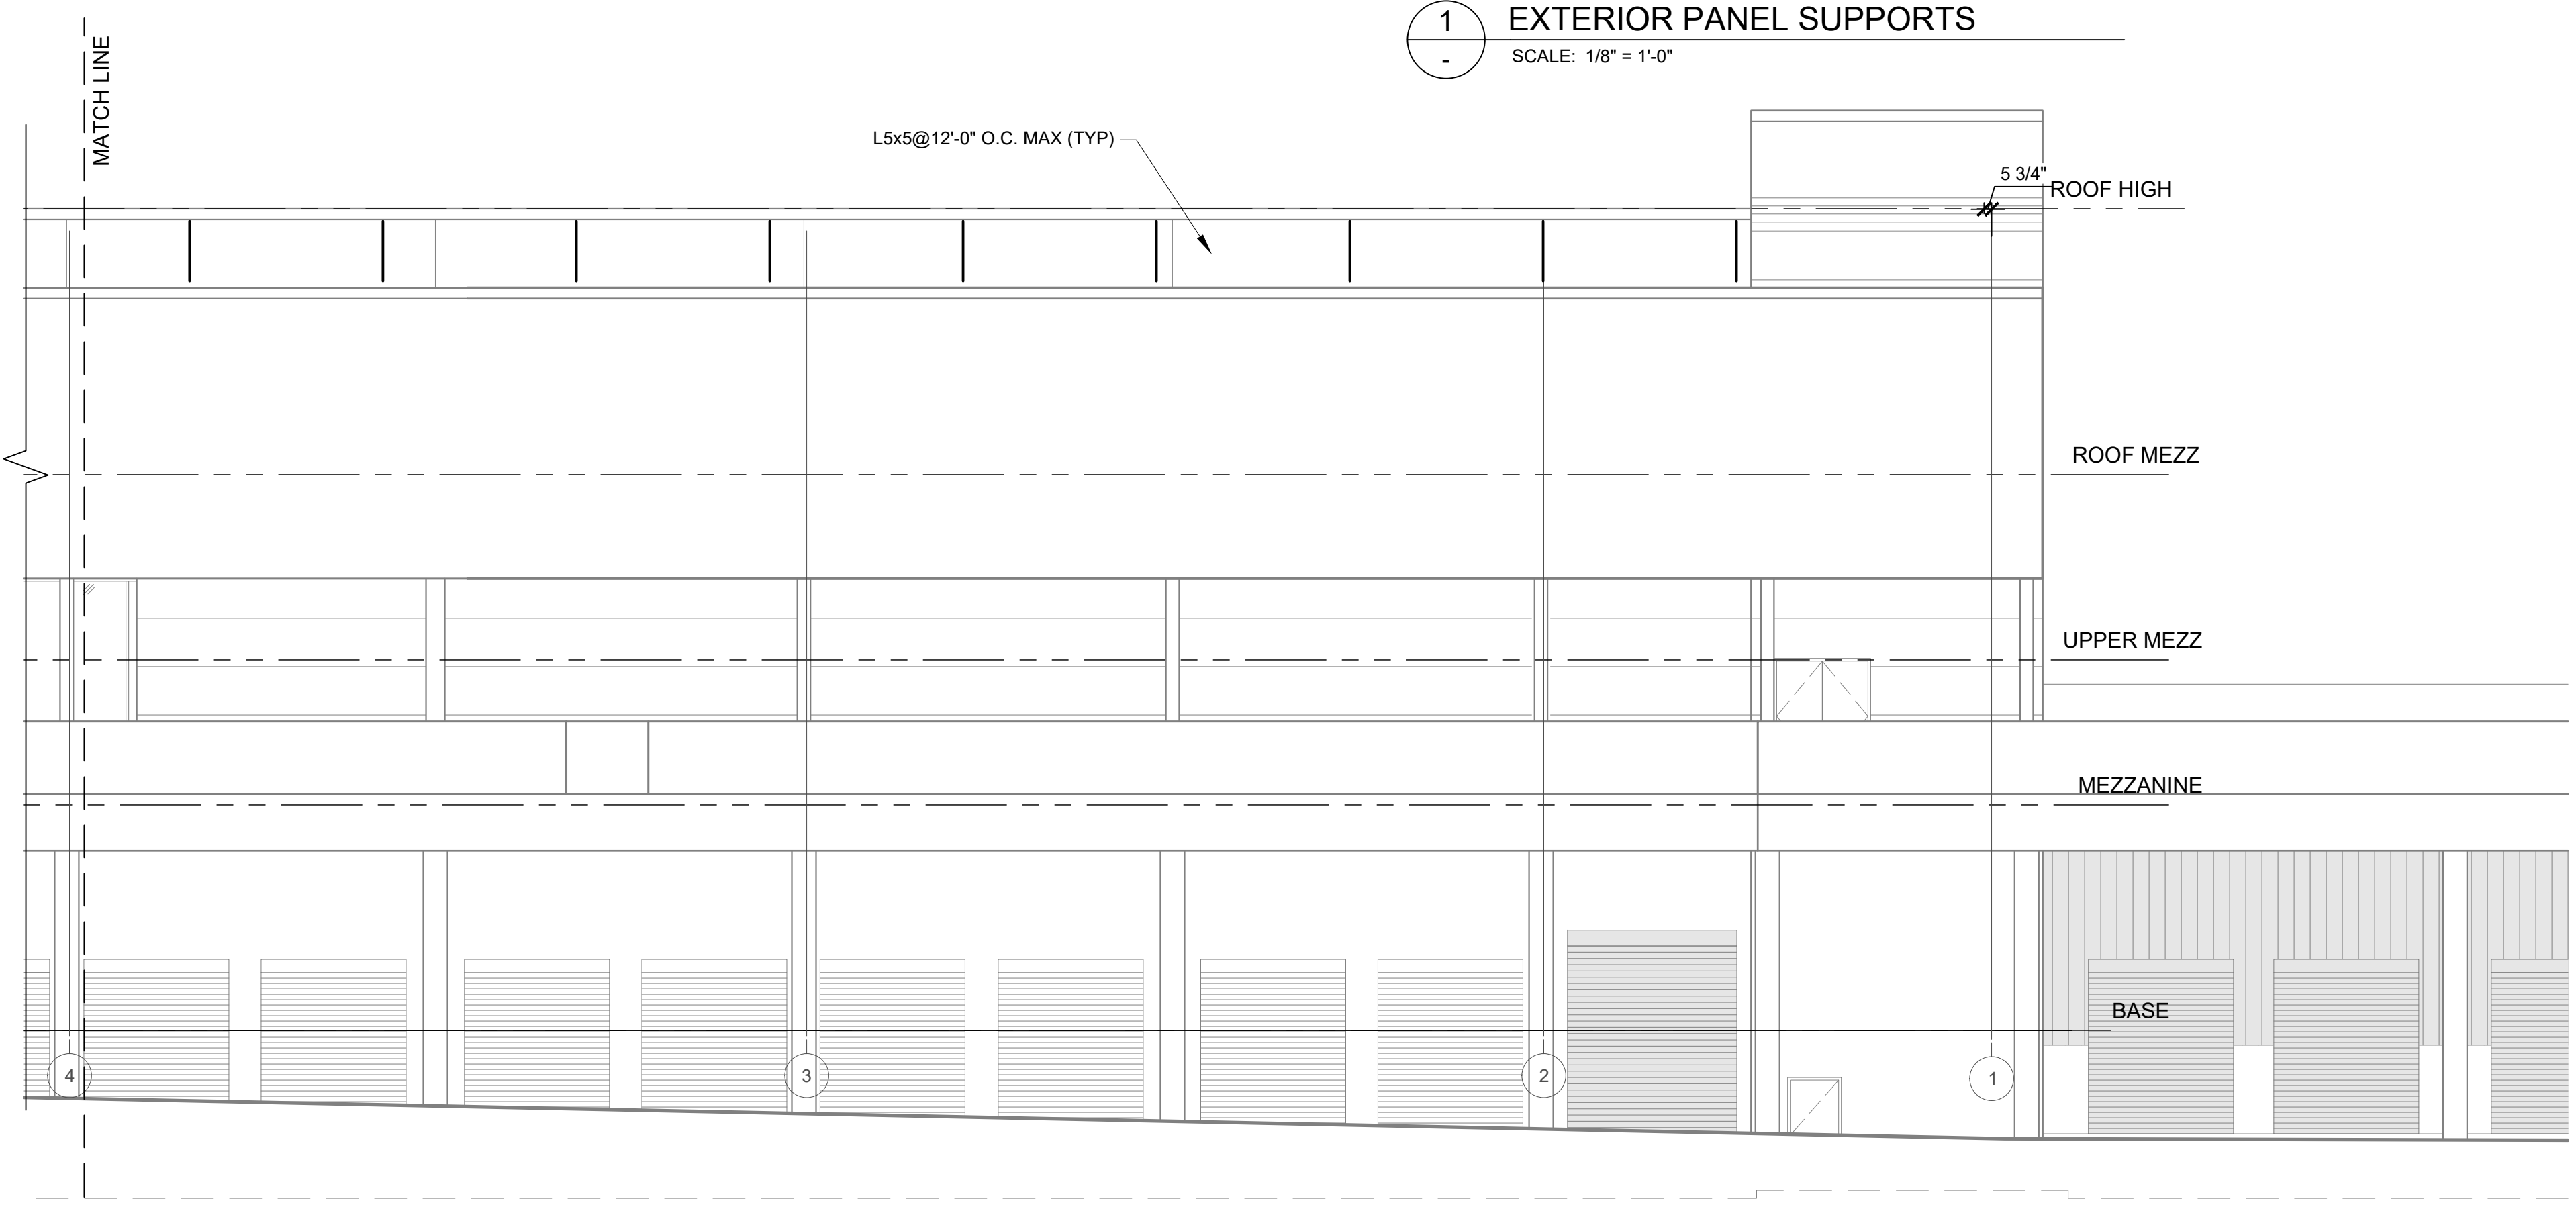 1
EXTERIOR PANEL SUPPORTS
-
SCALE: 1/8" = 1'-0"
MATCH LINE
L5x5@12'-0" O.C. MAX (TYP)
5 3/4"
ROOF HIGH
ROOF MEZZ
UPPER MEZZ
MEZZANINE
BASE
4
3
2
1